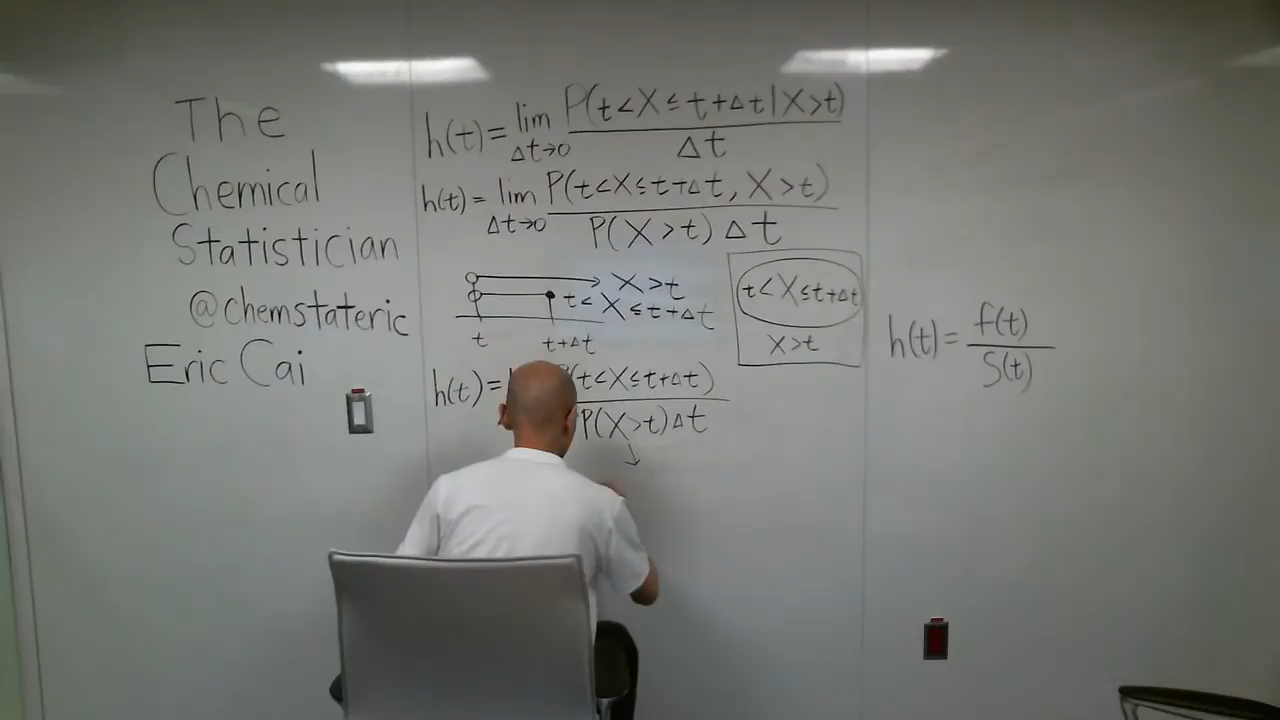 The
Chemical
Statistician
@chemstateric
Eric Cai
h(t) = lim Δt→0 P(t<X≤t+Δt|X>t) / Δt
h(t) = lim Δt→0 P(t<X≤t+Δt, X>t) / P(X>t) Δt
X>t
t< X≤t+Δt
t t+Δt
t<X≤t+Δt
X>t
h(t)= P(t<X≤t+Δt) / P(X>t)Δt
↓
h(t)= f(t) / S(t)